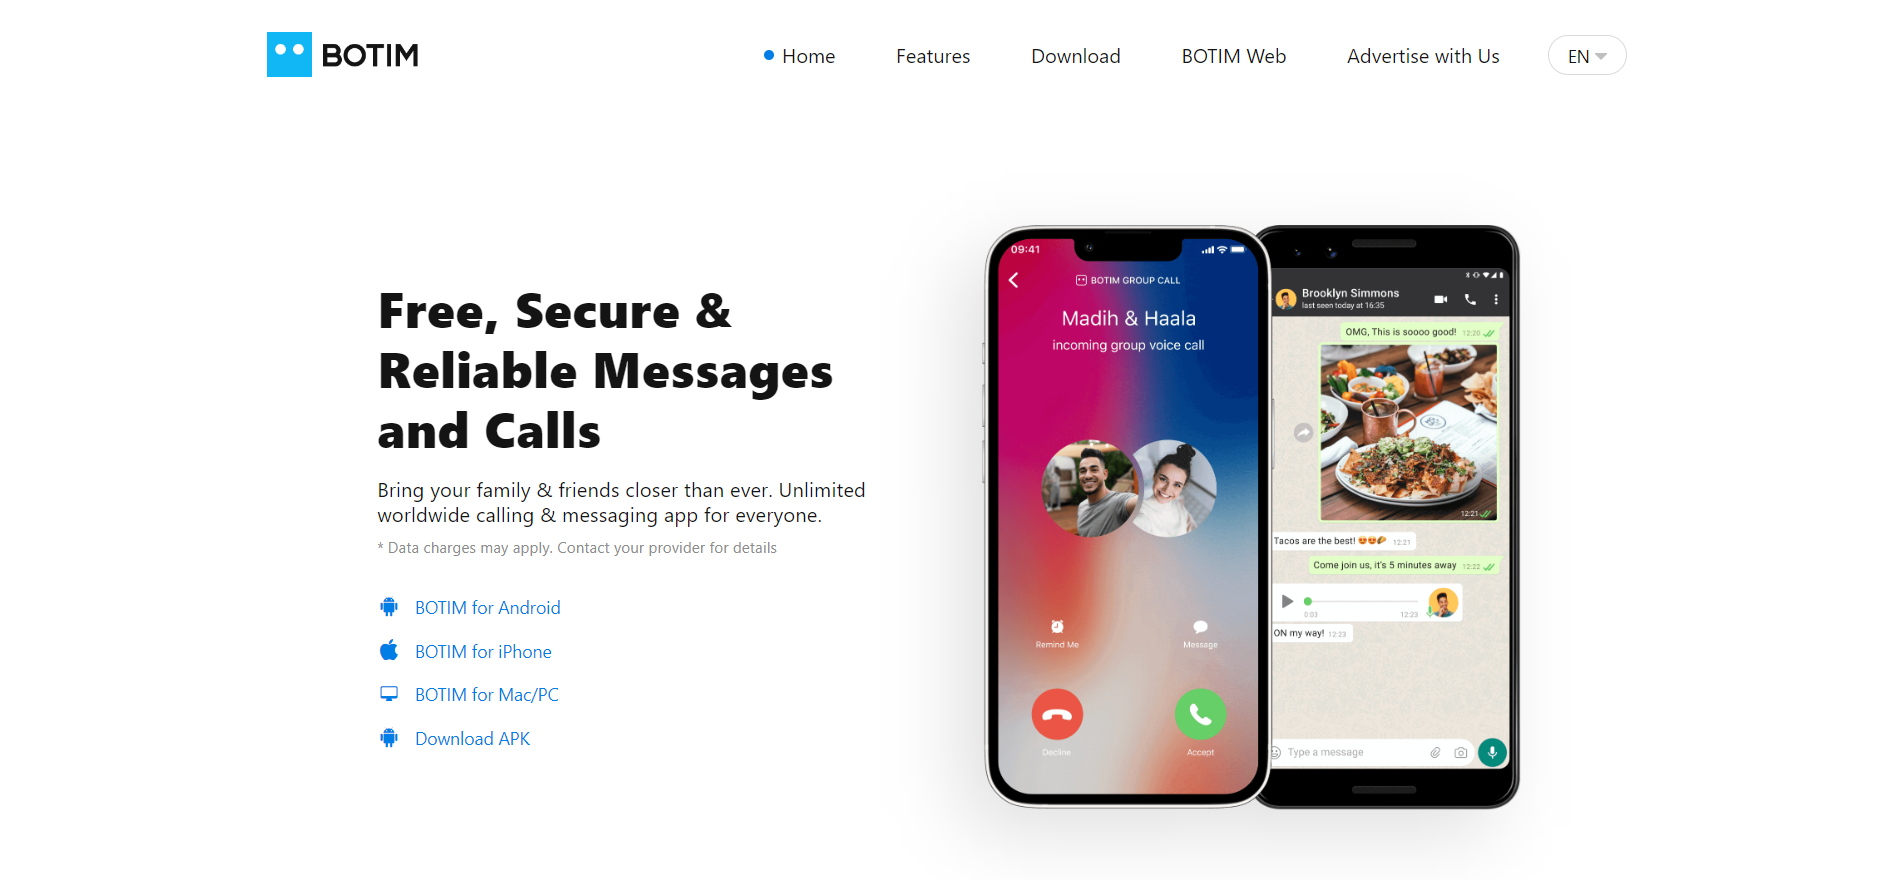 BOTIM
Home
Features
Download
BOTIM Web
Advertise with Us
EN
Free, Secure &
Reliable Messages
and Calls
Bring your family & friends closer than ever. Unlimited
worldwide calling & messaging app for everyone.
* Data charges may apply. Contact your provider for details
BOTIM for Android
BOTIM for iPhone
BOTIM for Mac/PC
Download APK
09:41
BOTIM GROUP CALL
Madih & Haala
incoming group voice call
Remind Me
Message
Decline
Accept
Brooklyn Simmons
last seen today at 16:35
OMG, This is soooo good! 12:20
12:21
Tacos are the best! 😍😍🌮 12:21
Come join us, it's 5 minutes away 12:22
0:03 12:23
ON my way! 12:23
Type a message